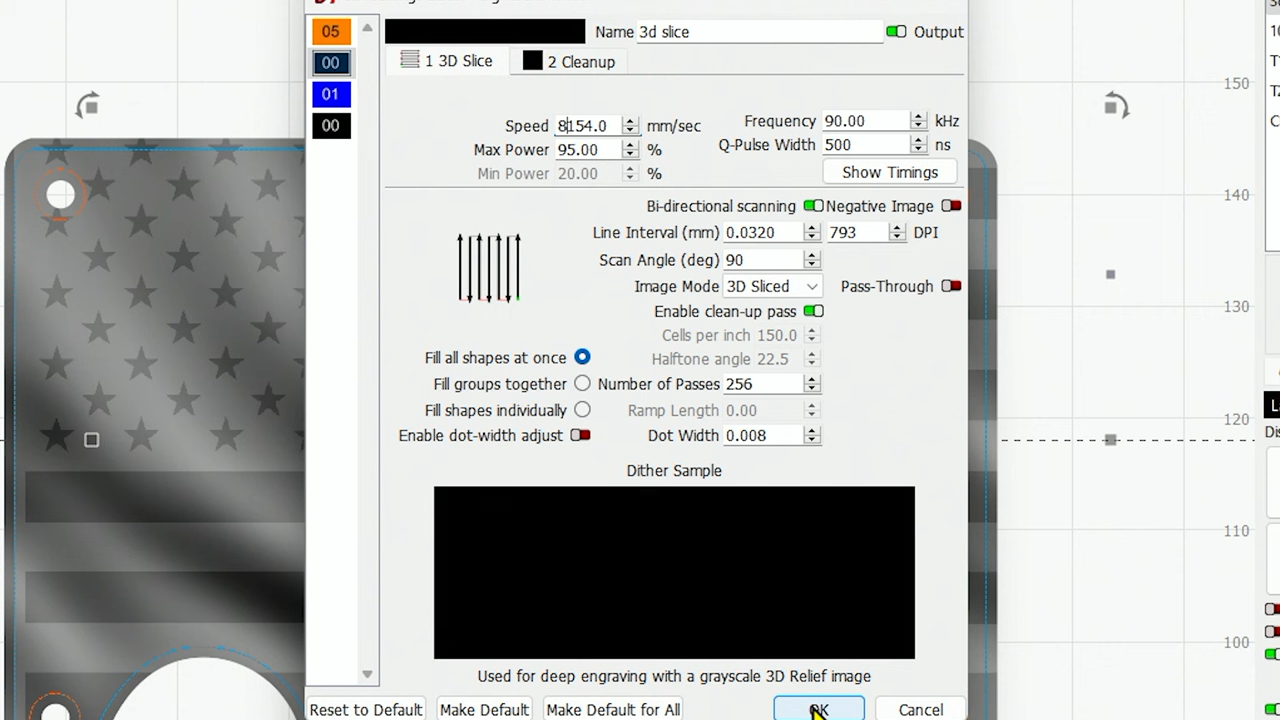 05
00
01
00
Name 3d slice Output
1 3D Slice 2 Cleanup
Speed 8154.0 mm/sec Frequency 90.00 kHz
Max Power 95.00 % Q-Pulse Width 500 ns
Min Power 20.00 % Show Timings
Bi-directional scanning Negative Image
Line Interval (mm) 0.0320 793 DPI
Scan Angle (deg) 90
Image Mode 3D Sliced Pass-Through
Enable clean-up pass
Cells per inch 150.0
Fill all shapes at once Halftone angle 22.5
Fill groups together Number of Passes 256
Fill shapes individually Ramp Length 0.00
Enable dot-width adjust Dot Width 0.008
Dither Sample
Used for deep engraving with a grayscale 3D Relief image
Reset to Default Make Default Make Default for All OK Cancel
150
140
130
120
110
100